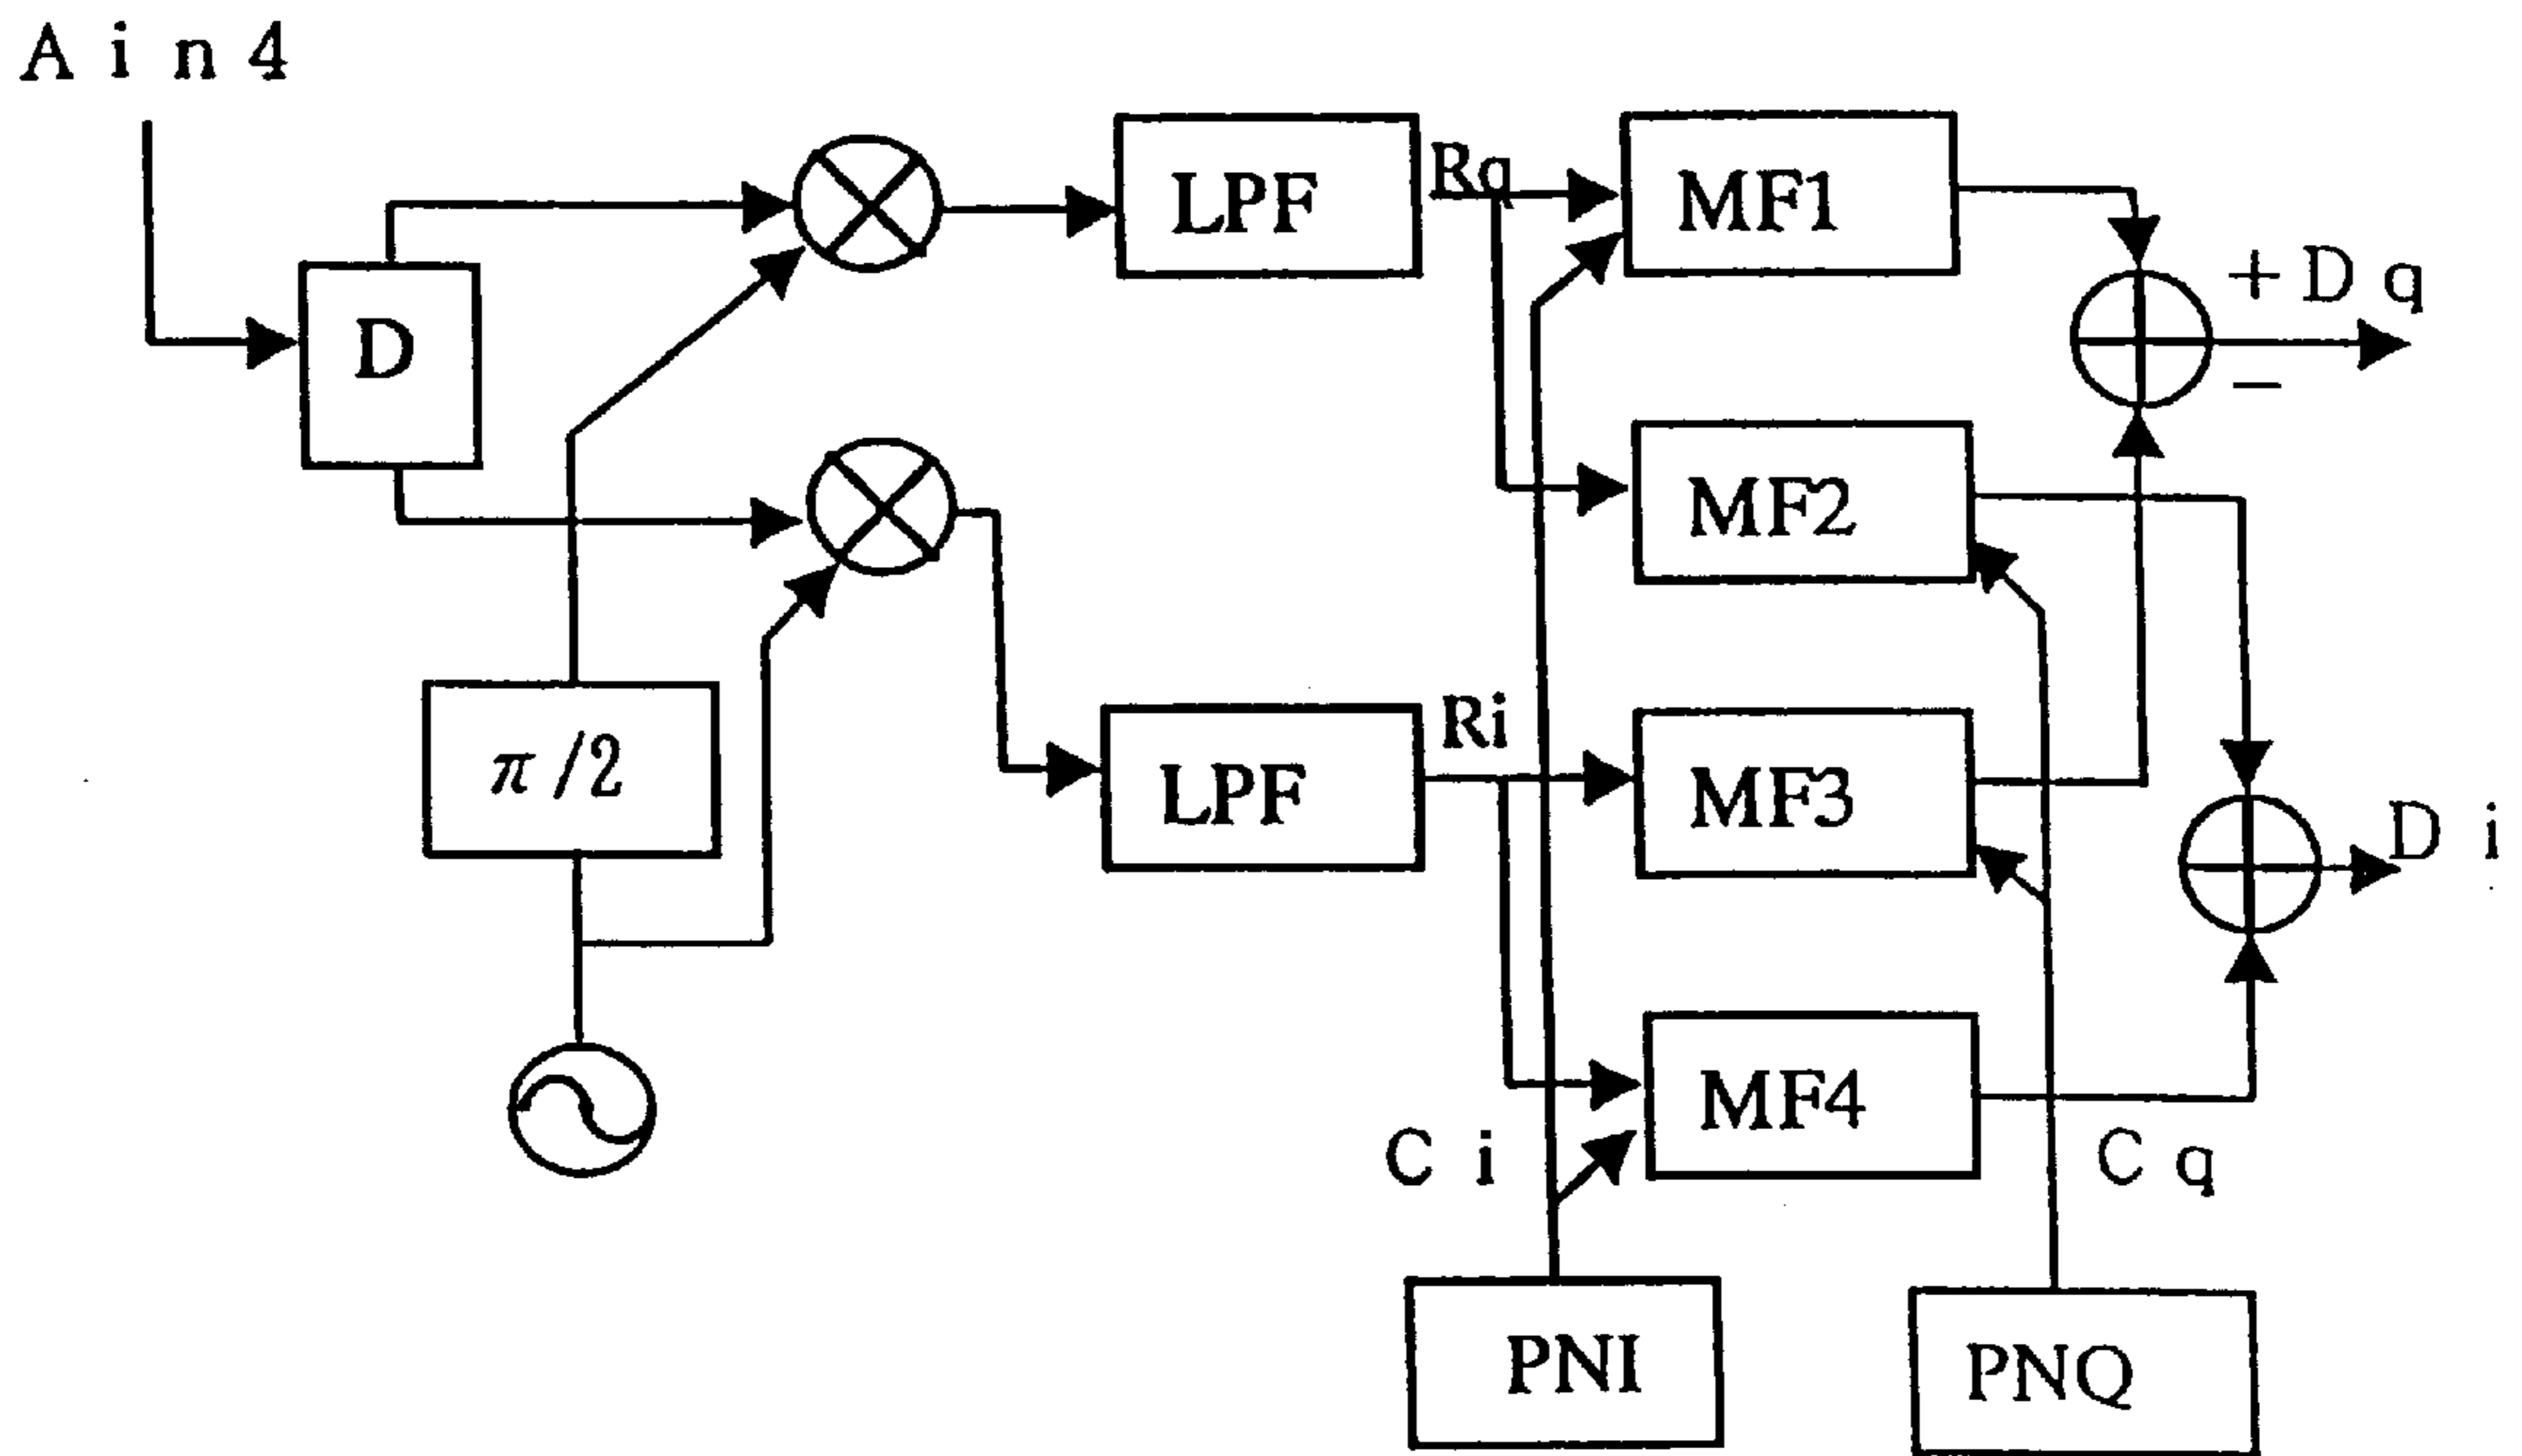 A i n 4
LPF
Rq
MF1
+ D q
−
D
MF2
π/2
LPF
Ri
MF3
D i
MF4
C i
C q
PNI
PNQ